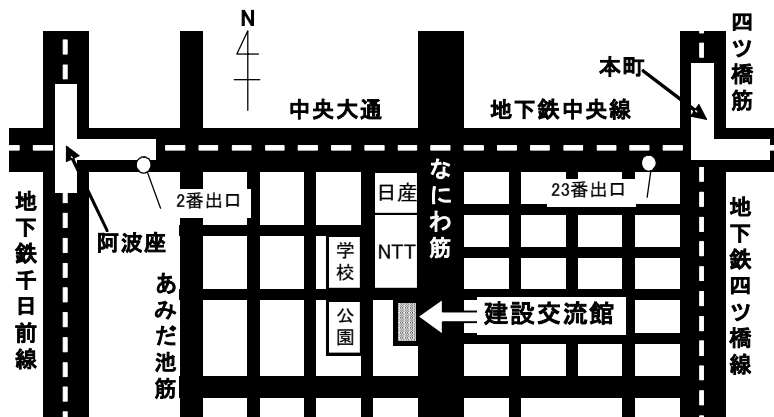 N
四ツ橋筋
本町
中央大通
地下鉄中央線
なにわ筋
日産
2番出口
23番出口
地下鉄千日前線
阿波座
学校
NTT
地下鉄四ツ橋線
あみだ池筋
公園
建設交流館